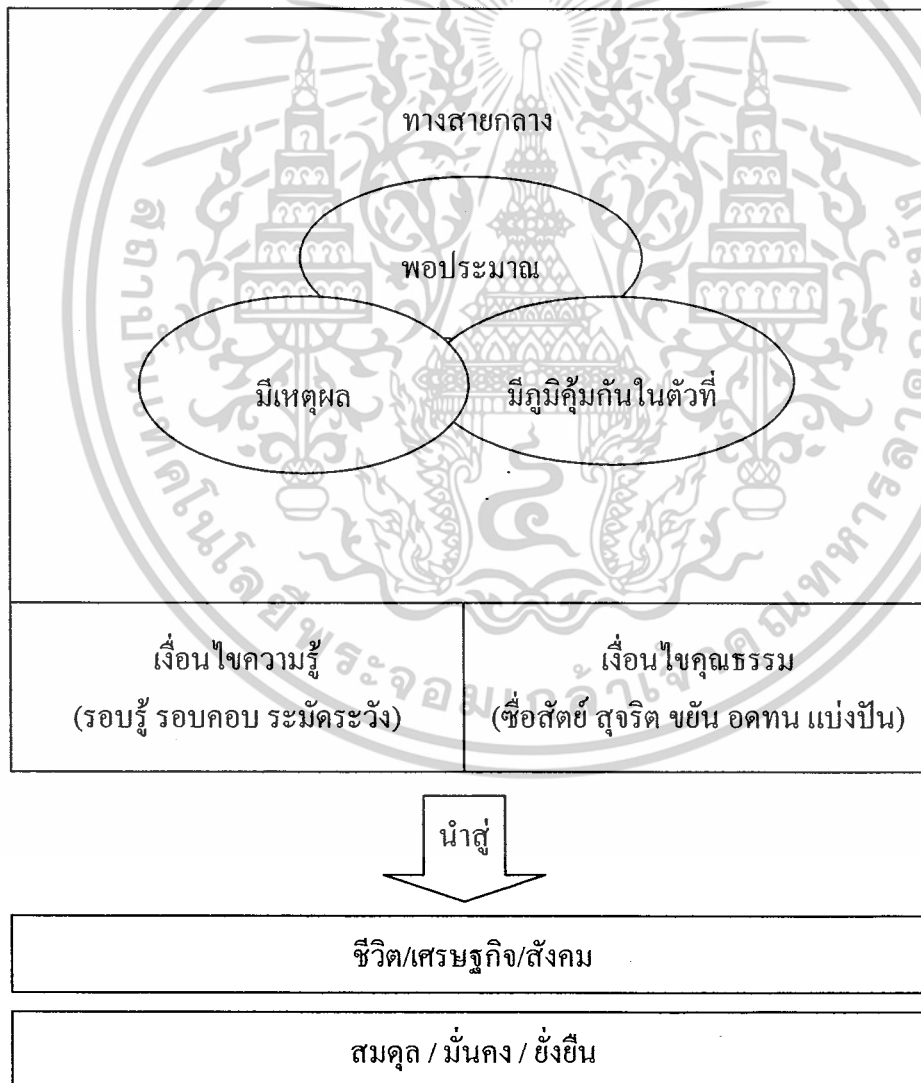 ทางสายกลาง
พอประมาณ
มีเหตุผล
มีภูมิคุ้มกันในตัวที่
เงื่อนไขความรู้
(รอบรู้ รอบคอบ ระมัดระวัง)
เงื่อนไขคุณธรรม
(ซื่อสัตย์ สุจริต ขยัน อดทน แบ่งปัน)
นำสู่
ชีวิต/เศรษฐกิจ/สังคม
สมดุล / มั่นคง / ยั่งยืน